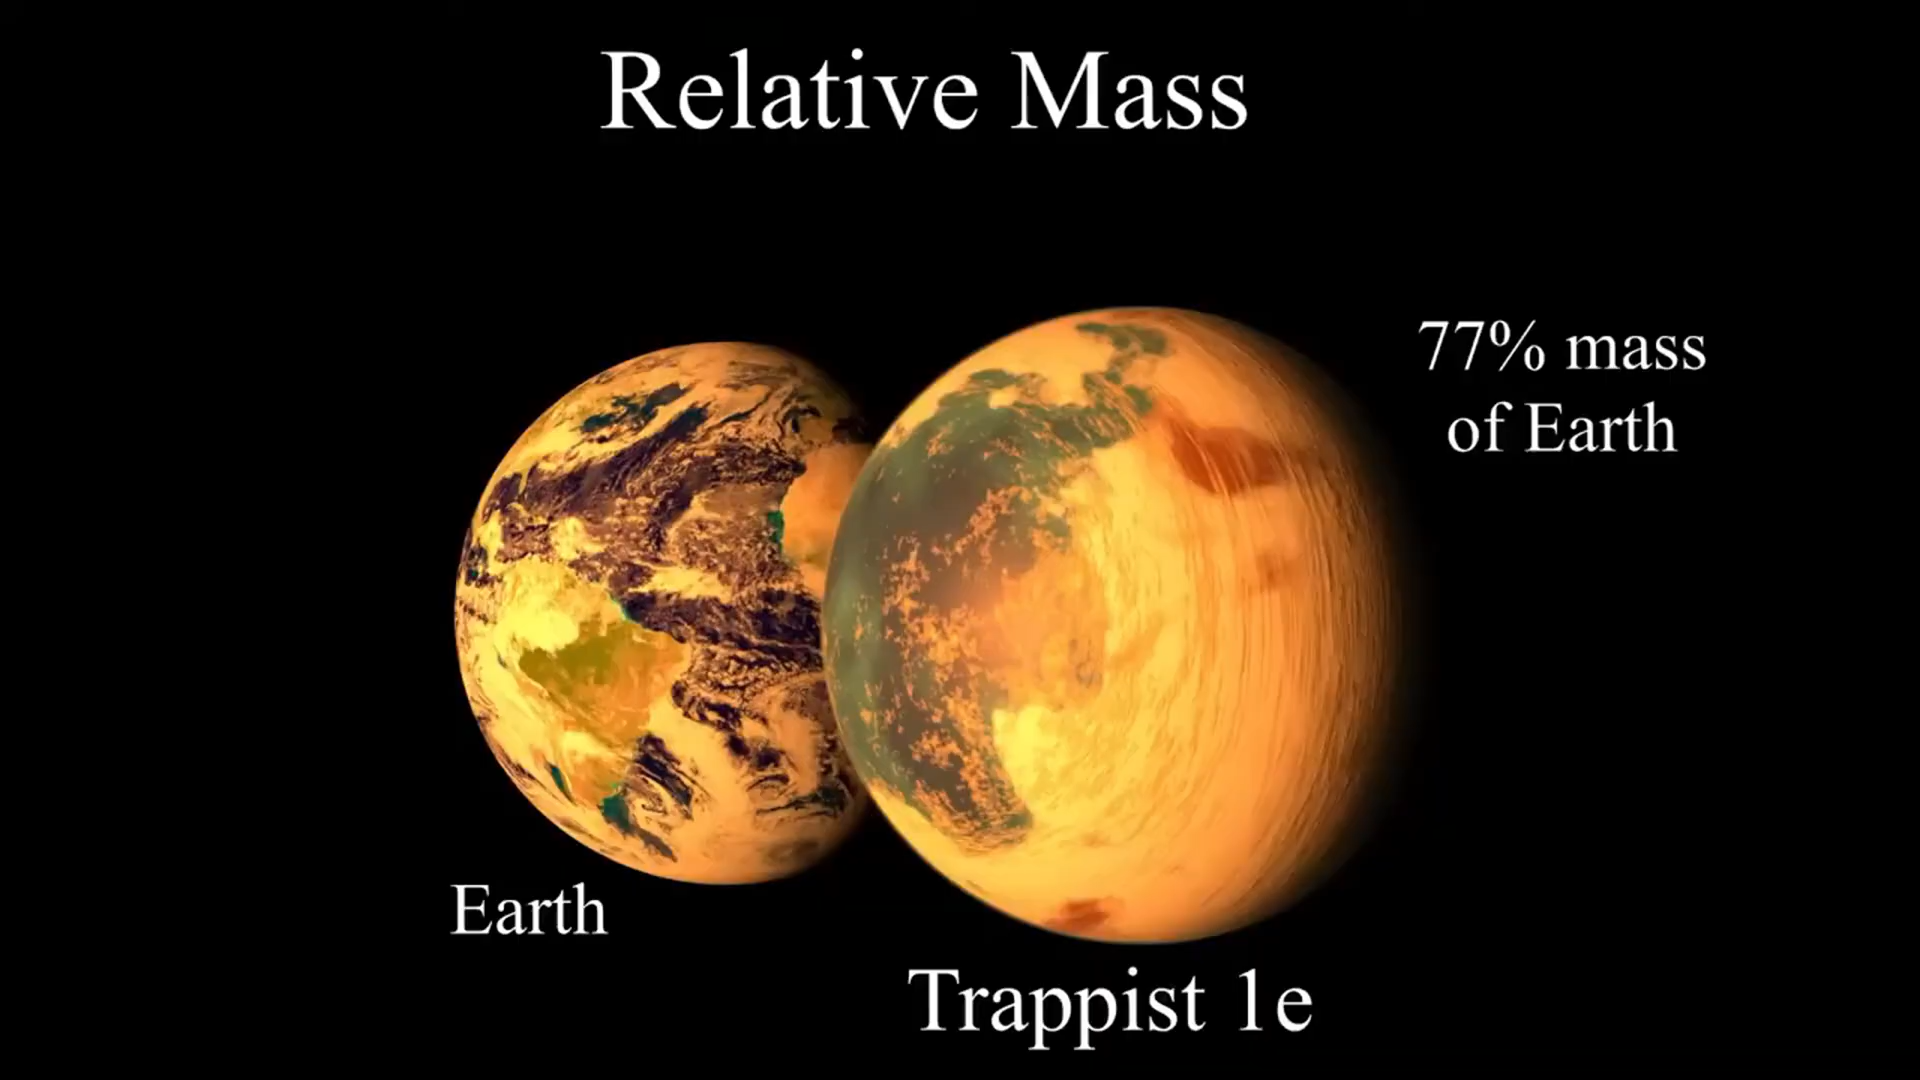 Relative Mass
77% mass
of Earth
Earth
Trappist 1e